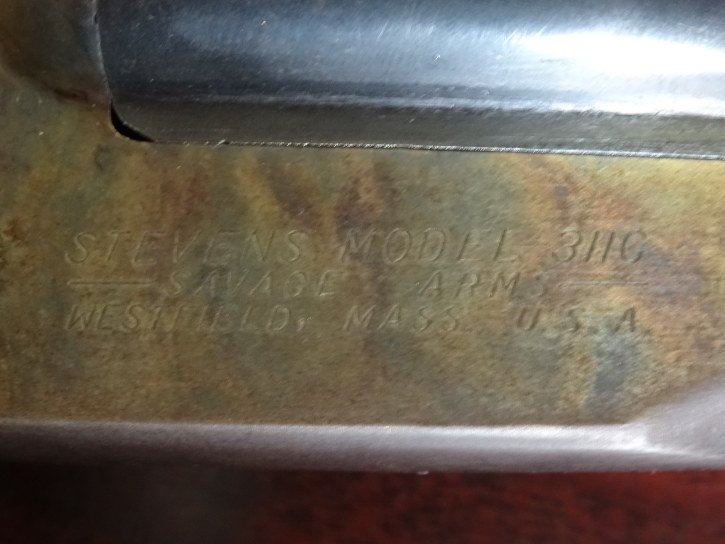 STEVENS MODEL 311G
SAVAGE ARMS
WESTFIELD, MASS. U.S.A